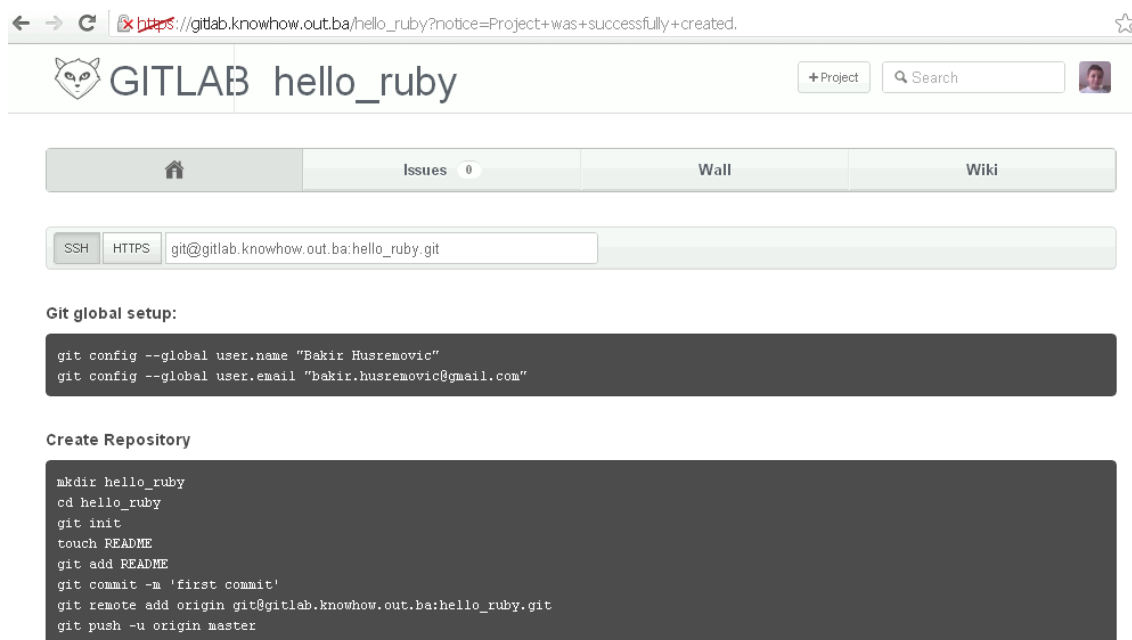 https://gitlab.knowhow.out.ba/hello_ruby?notice=Project+was+successfully+created.
GITLAB hello_ruby
+Project
Search
Issues 0
Wall
Wiki
SSH
HTTPS
git@gitlab.knowhow.out.ba:hello_ruby.git
Git global setup:
git config --global user.name "Bakir Husremovic"
git config --global user.email "bakir.husremovic@gmail.com"
Create Repository
mkdir hello_ruby
cd hello_ruby
git init
touch README
git add README
git commit -m 'first commit'
git remote add origin git@gitlab.knowhow.out.ba:hello_ruby.git
git push -u origin master